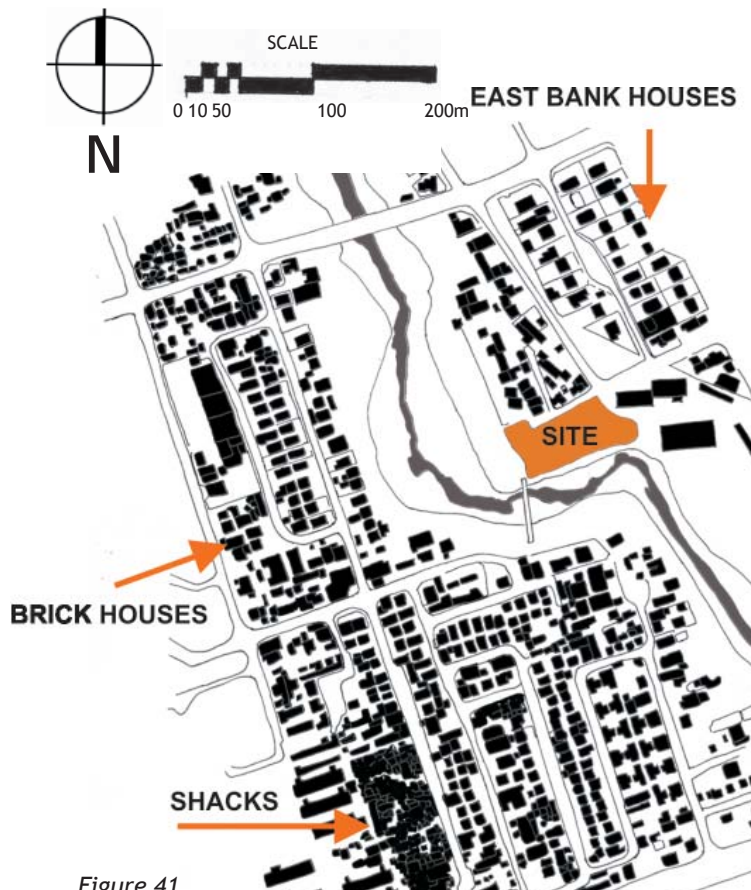 SCALE
0 10 50 100 200m
N
EAST BANK HOUSES
SITE
BRICK HOUSES
SHACKS
Figure 41